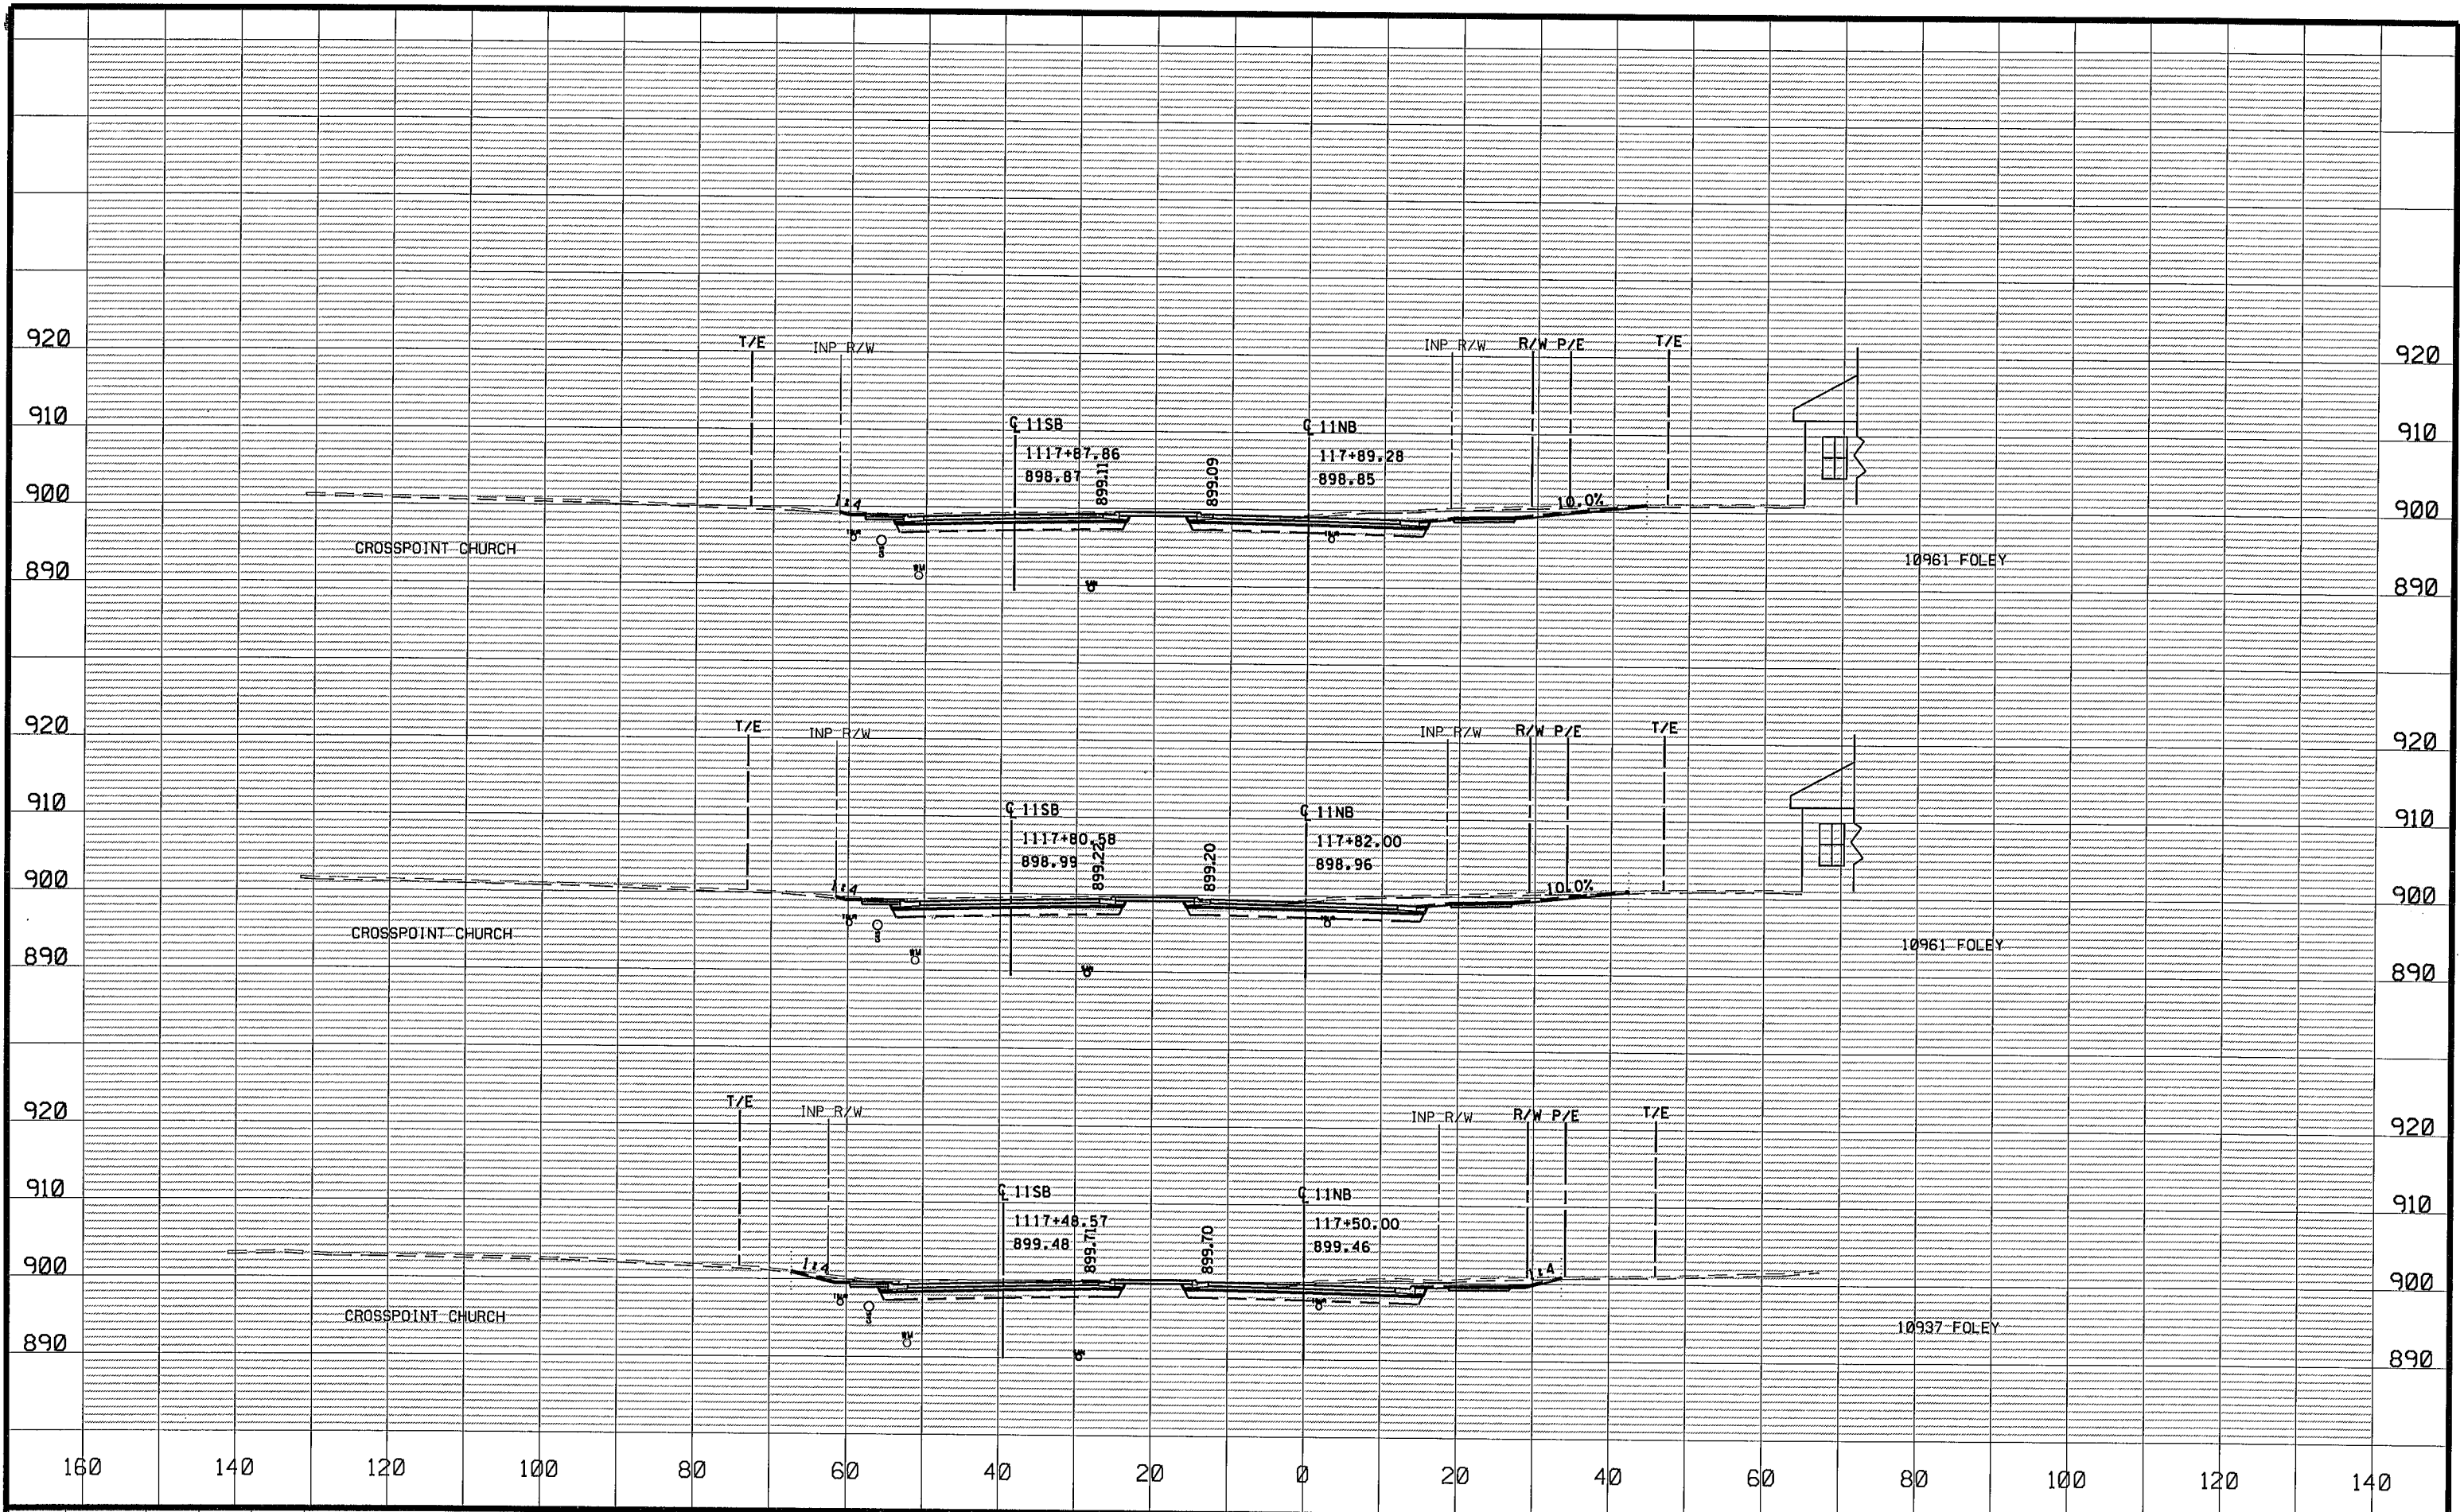 T/E INP R/W INP R/W R/W P/E T/E
920 920
℄ 11SB ℄ 11NB
910 910
1117+87.86 117+89.28
898.87 899.11 899.09 898.85
900 1:4 10.0% 900
CROSSPOINT CHURCH 10961 FOLEY
890 890
T/E INP R/W INP R/W R/W P/E T/E
920 920
℄ 11SB ℄ 11NB
910 910
1117+80.58 117+82.00
898.99 899.22 899.20 898.96
900 1:4 10.0% 900
CROSSPOINT CHURCH 10961 FOLEY
890 890
T/E INP R/W INP R/W R/W P/E T/E
920 920
℄ 11SB ℄ 11NB
910 910
1117+48.57 117+50.00
899.48 899.71 899.70 899.46
900 1:4 1:4 900
CROSSPOINT CHURCH 10937 FOLEY
890 890
160 140 120 100 80 60 40 20 0 20 40 60 80 100 120 140